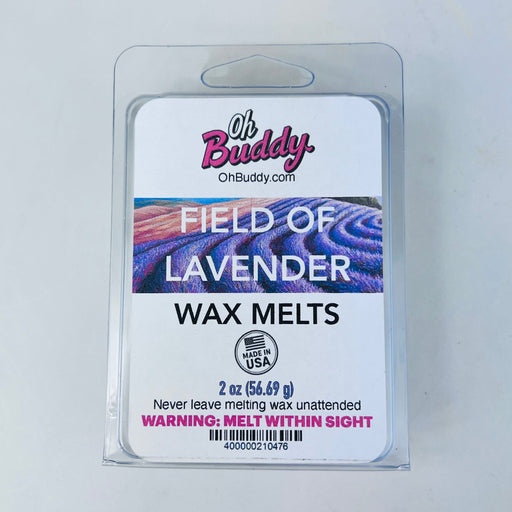 Oh
Buddy.
OhBuddy.com
FIELD OF
LAVENDER
WAX MELTS
MADE IN
USA
2 oz (56.69 g)
Never leave melting wax unattended
WARNING: MELT WITHIN SIGHT
400000210476